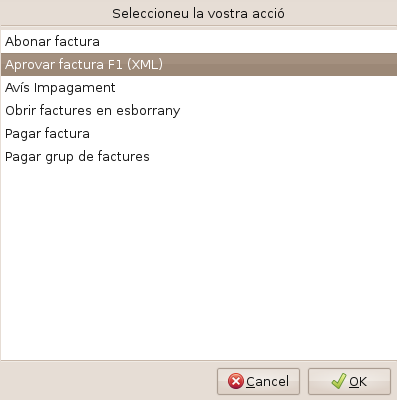 Seleccioneu la vostra acció
Abonar factura
Aprovar factura F1 (XML)
Avís Impagament
Obrir factures en esborrany
Pagar factura
Pagar grup de factures
Cancel
OK